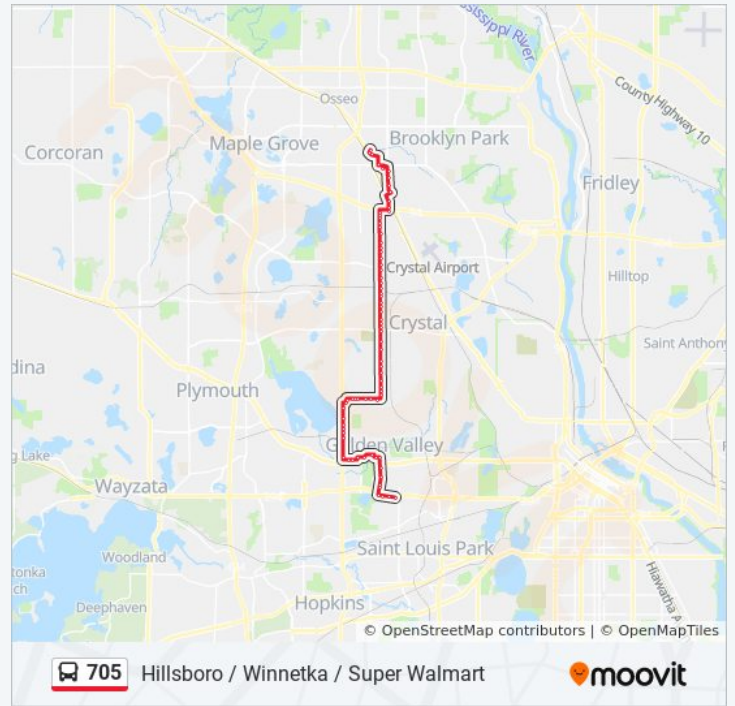 Mississippi River
Osseo
County Highway 10
Maple Grove
Brooklyn Park
Corcoran
Fridley
Crystal Airport
Hilltop
Crystal
Saint Anthony
dina
Plymouth
Golden Valley
g Lake
Wayzata
Saint Louis Park
Woodland
tonka
ch
Hopkins
Deephaven
Hiawatha A
© OpenStreetMap contributors | © OpenMapTiles
705 Hillsboro / Winnetka / Super Walmart
moovit